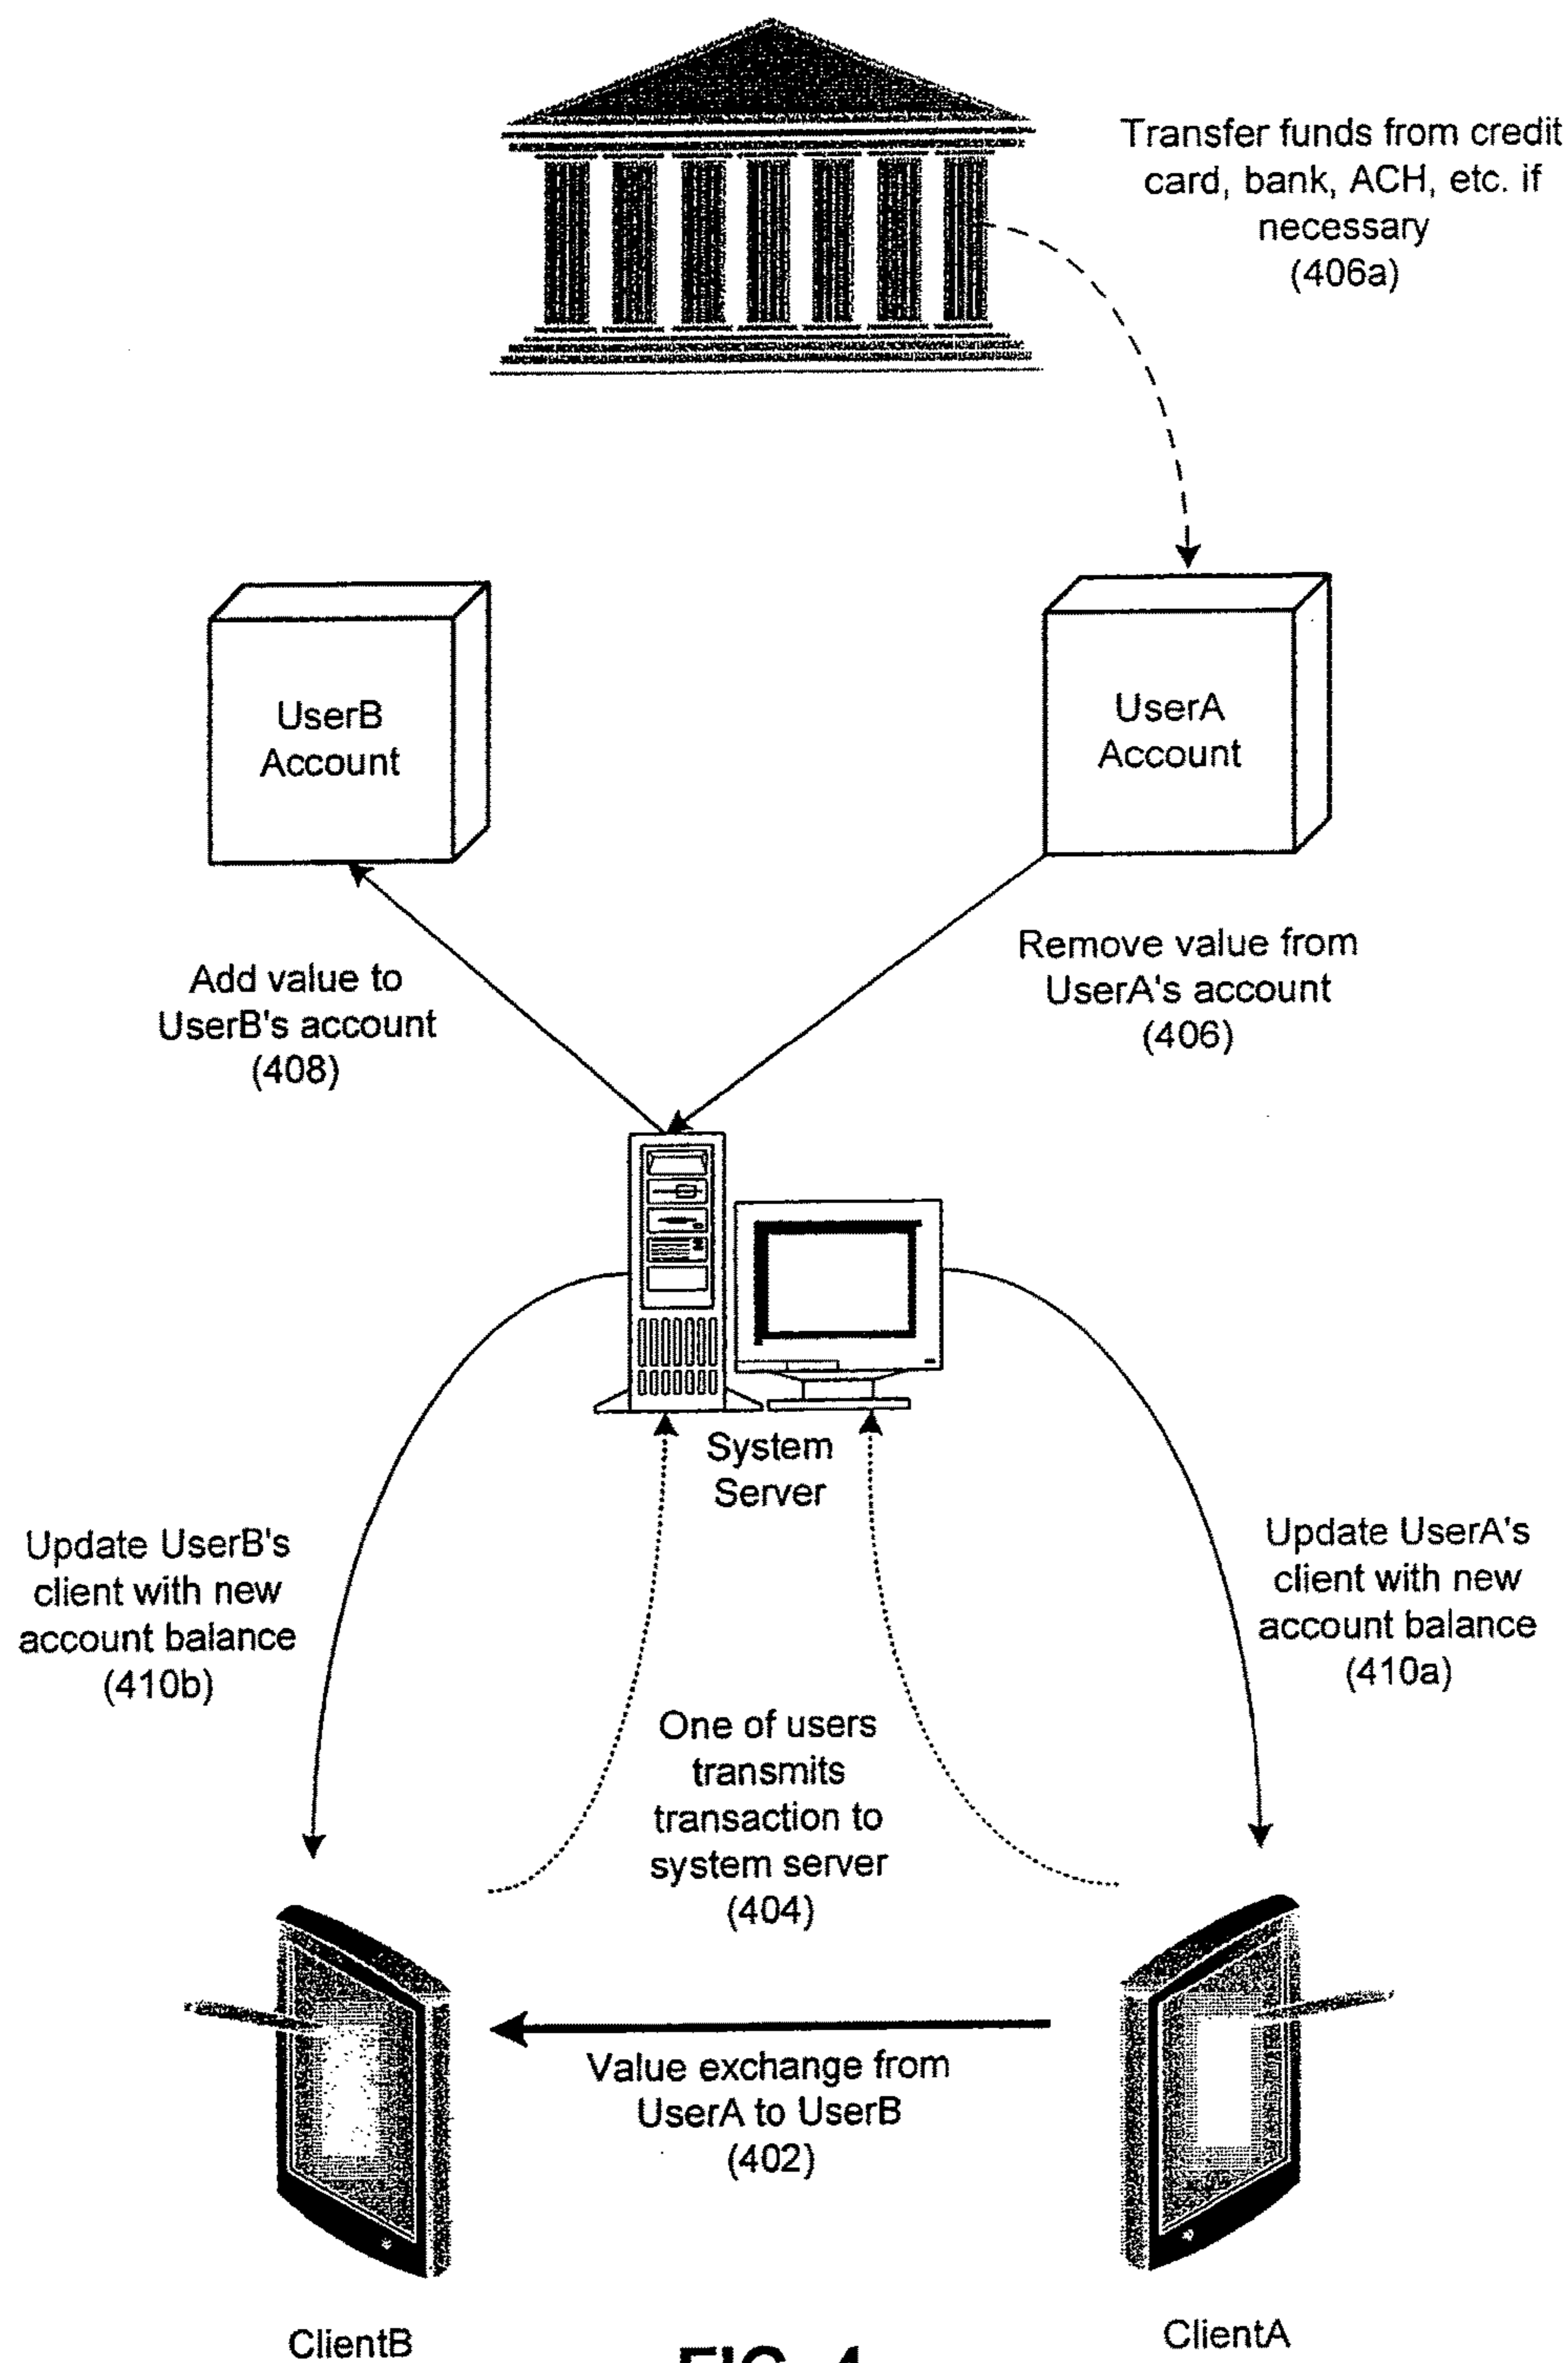 Transfer funds from credit
card, bank, ACH, etc. if
necessary
(406a)
UserB
Account
UserA
Account
Add value to
UserB's account
(408)
Remove value from
UserA's account
(406)
System
Server
Update UserB's
client with new
account balance
(410b)
Update UserA's
client with new
account balance
(410a)
One of users
transmits
transaction to
system server
(404)
Value exchange from
UserA to UserB
(402)
ClientB
ClientA
FIG. 4